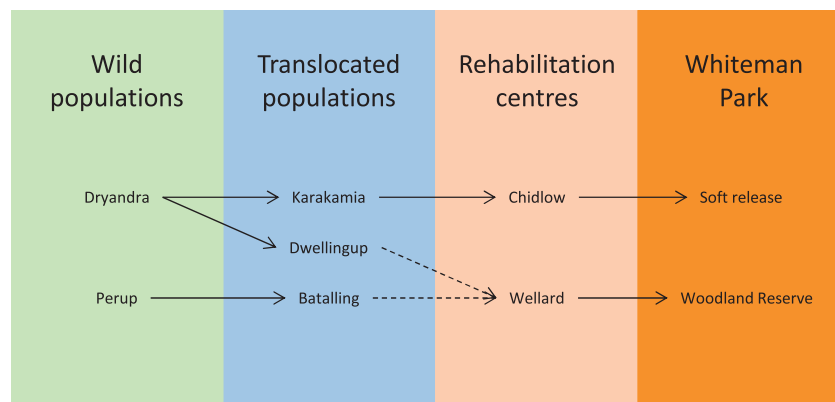 Wild
populations
Translocated
populations
Rehabilitation
centres
Whiteman
Park
Dryandra
Karakamia
Chidlow
Soft release
Dwellingup
Perup
Batalling
Wellard
Woodland Reserve